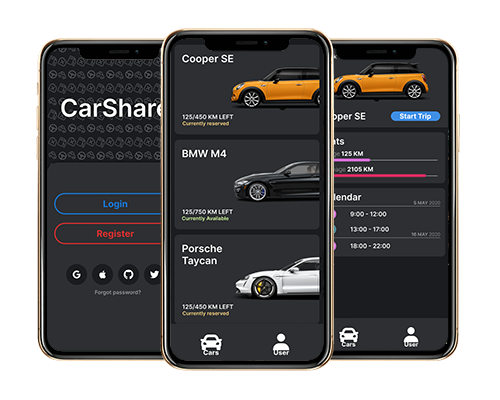 CarShare
Login
Register
G
Forgot password?
Cooper SE
125/450 KM LEFT
Currently reserved
BMW M4
125/750 KM LEFT
Currently Available
Porsche
Taycan
125/450 KM LEFT
Currently reserved
Cars
User
oper SE
Start Trip
ats
125 KM
2105 KM
lendar
9 MAY 2020
9:00 - 12:00
13:00 - 17:00
16 MAY 2020
18:00 - 22:00
Cars
User